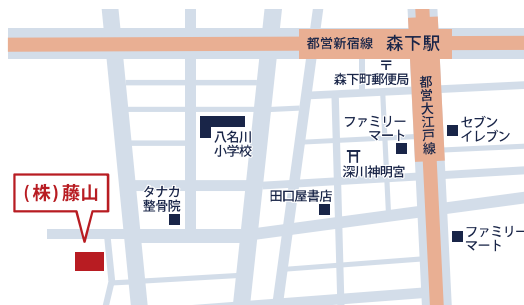 都営新宿線
森下駅
〒
森下町郵便局
都営大江戸線
ファミリー
マート
セブン
イレブン
八名川
小学校
深川神明宮
(株)藤山
タナカ
整骨院
田口屋書店
ファミリー
マート